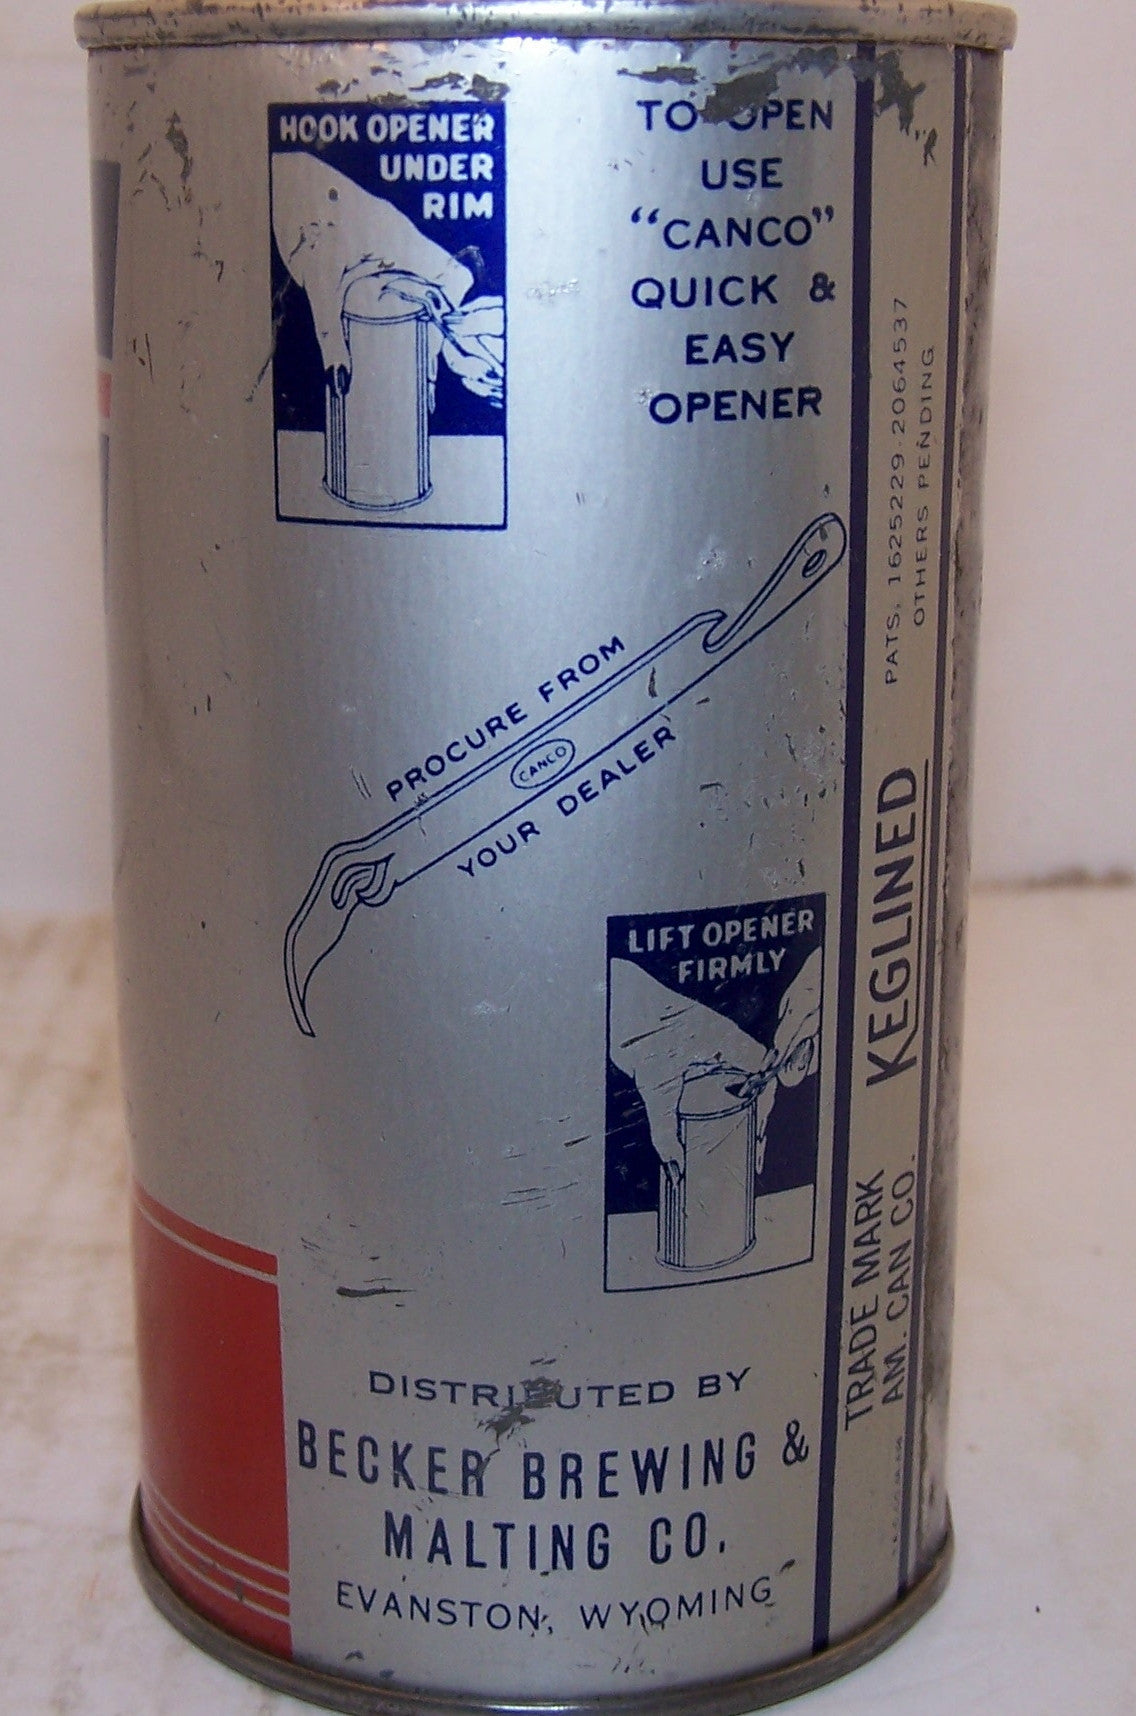 HOOK OPENER
UNDER
RIM
TO OPEN
USE
“CANCO”
QUICK &
EASY
OPENER
PROCURE FROM
CANCO
YOUR DEALER
LIFT OPENER
FIRMLY
DISTRIBUTED BY
BECKER BREWING &
MALTING CO.
EVANSTON, WYOMING
TRADE MARK KEGLINED PATS. 1625229-2064537
AM. CAN CO. OTHERS PENDING